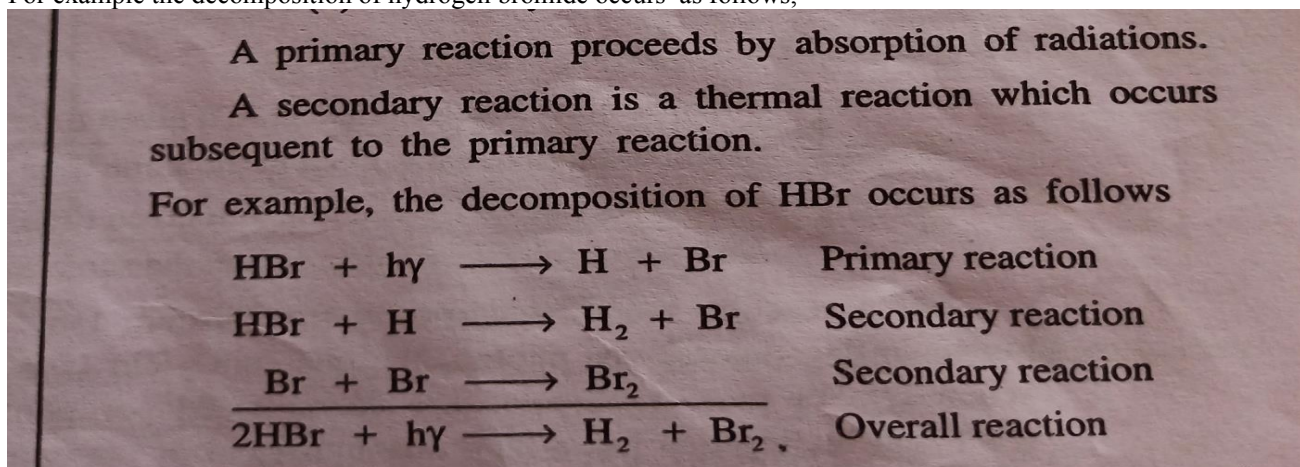 For example the decomposition of hydrogen bromide occurs as follows,
A primary reaction proceeds by absorption of radiations.
A secondary reaction is a thermal reaction which occurs
subsequent to the primary reaction.
For example, the decomposition of HBr occurs as follows
HBr + hγ ⟶ H + Br Primary reaction
HBr + H ⟶ H₂ + Br Secondary reaction
Br + Br ⟶ Br₂ Secondary reaction
2HBr + hγ ⟶ H₂ + Br₂. Overall reaction